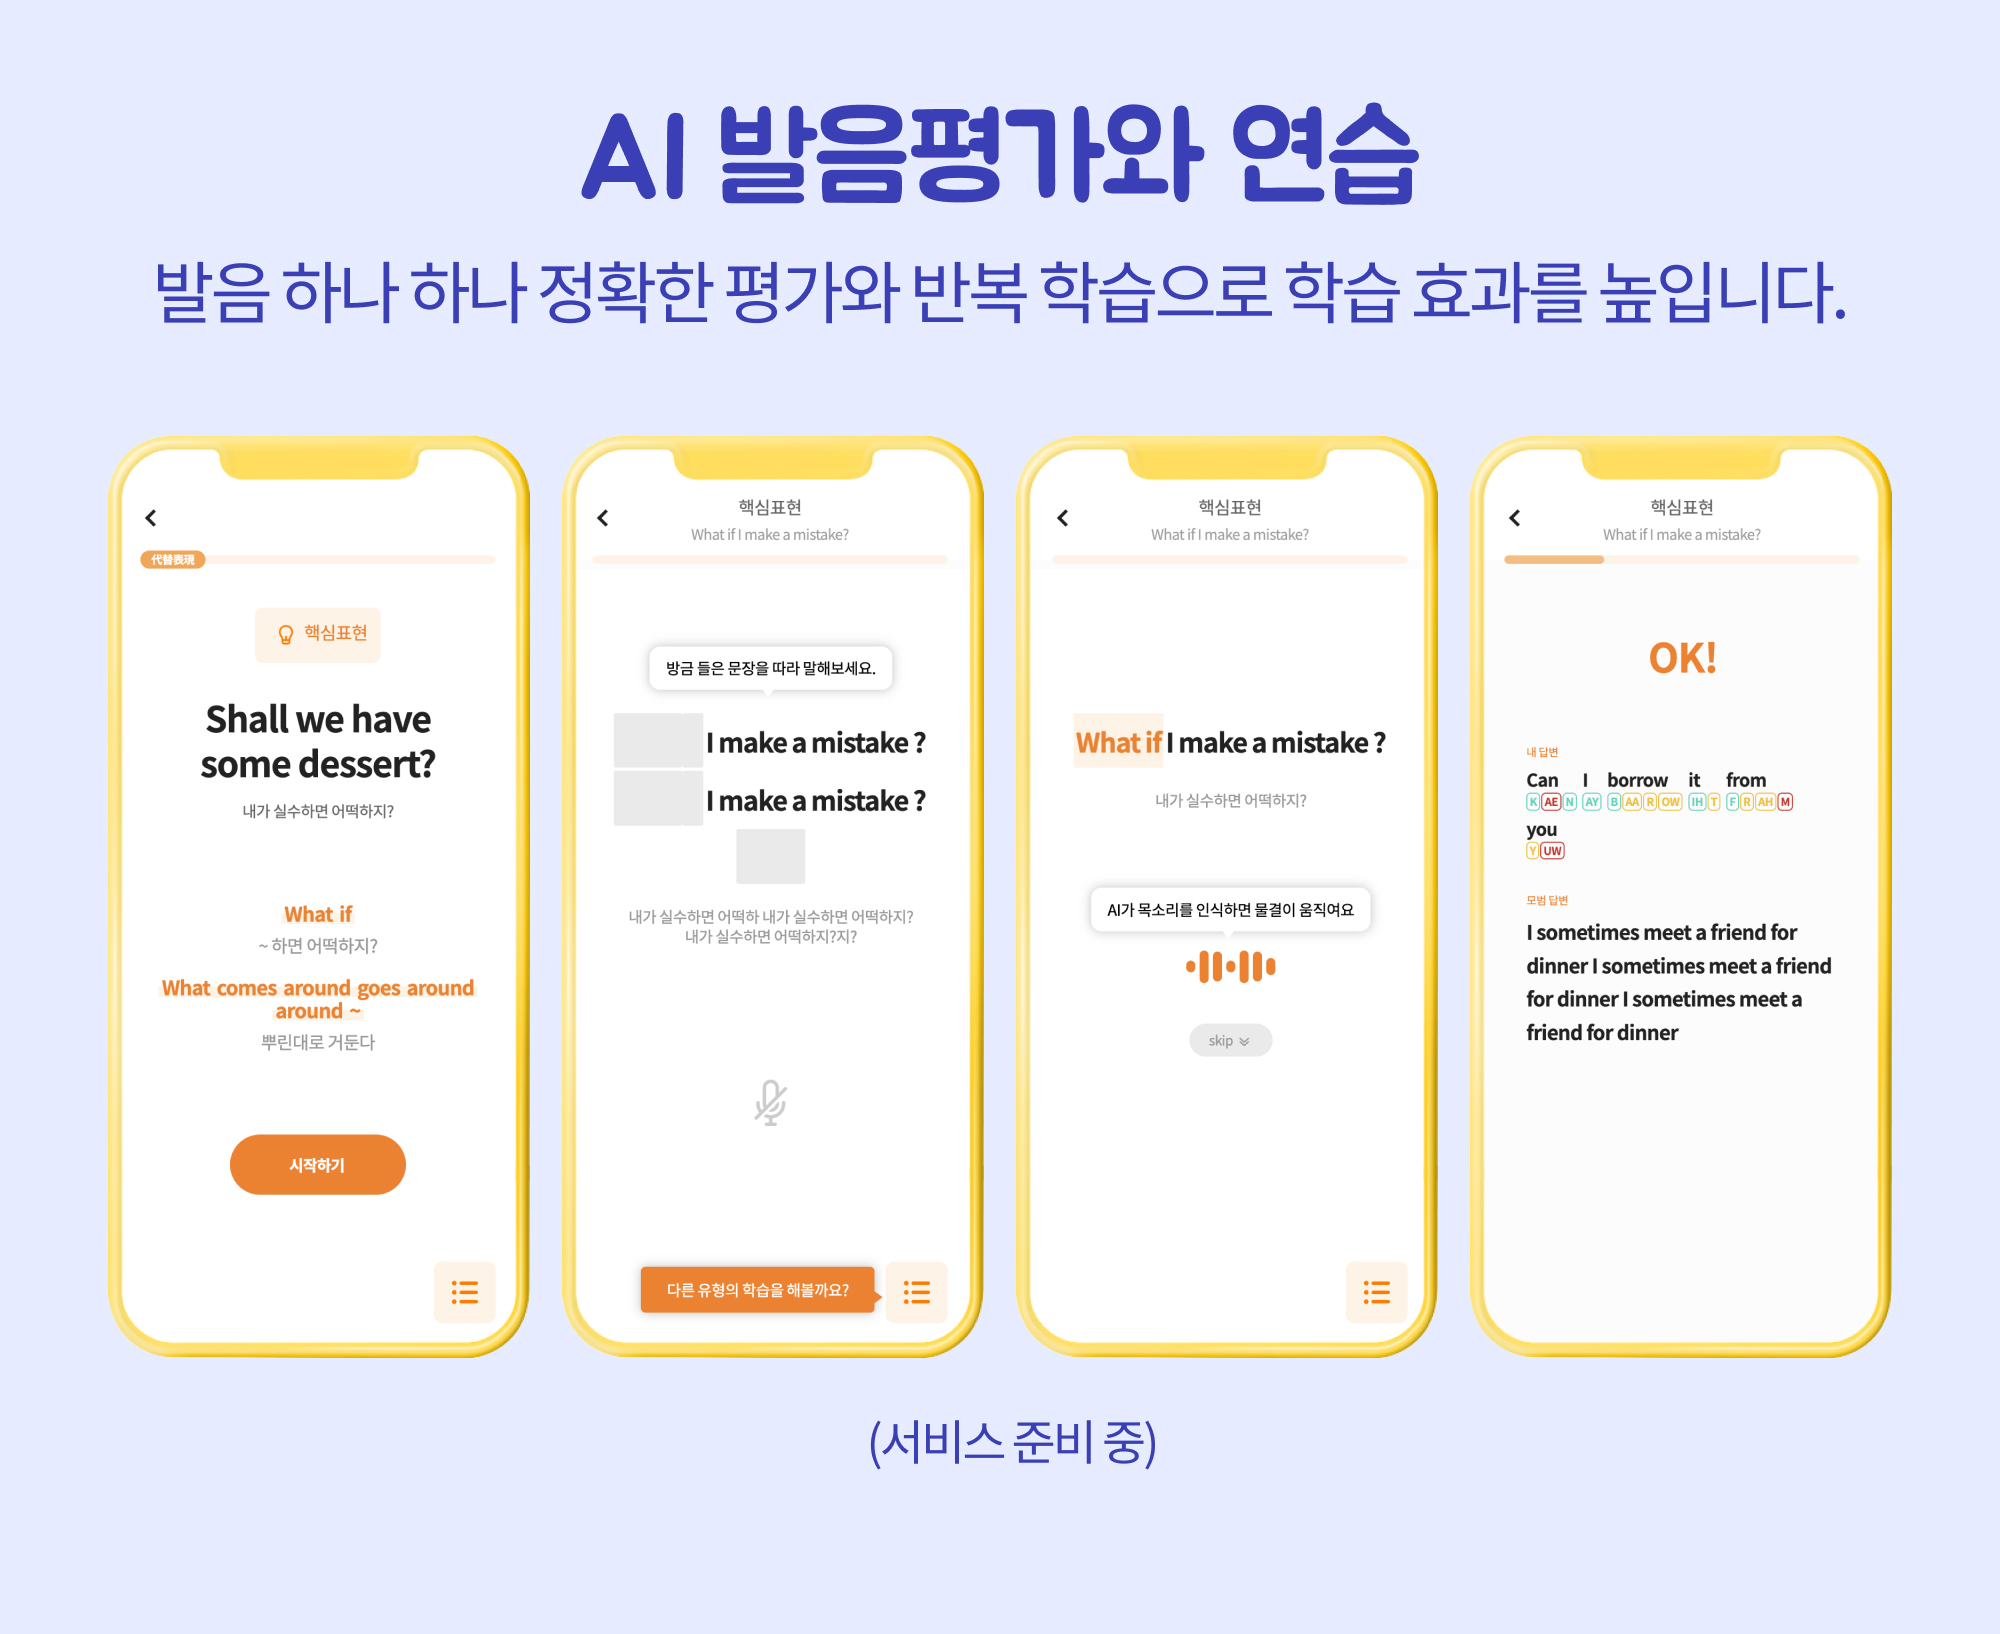 AI 발음평가와 연습
발음 하나 하나 정확한 평가와 반복 학습으로 학습 효과를 높입니다.
代替表現
핵심표현
Shall we have
some dessert?
내가 실수하면 어떡하지?
What if
~ 하면 어떡하지?
What comes around goes around
around ~
뿌린대로 거둔다
시작하기
핵심표현
What if I make a mistake?
방금 들은 문장을 따라 말해보세요.
I make a mistake ?
I make a mistake ?
내가 실수하면 어떡하 내가 실수하면 어떡하지?
내가 실수하면 어떡하지?지?
다른 유형의 학습을 해볼까요?
핵심표현
What if I make a mistake?
What if I make a mistake ?
내가 실수하면 어떡하지?
AI가 목소리를 인식하면 물결이 움직여요
skip
핵심표현
What if I make a mistake?
OK!
내 답변
Can I borrow it from
K AE N AY B AA R OW IH T F R AH M
you
Y UW
모범 답변
I sometimes meet a friend for
dinner I sometimes meet a friend
for dinner I sometimes meet a
friend for dinner
(서비스 준비 중)